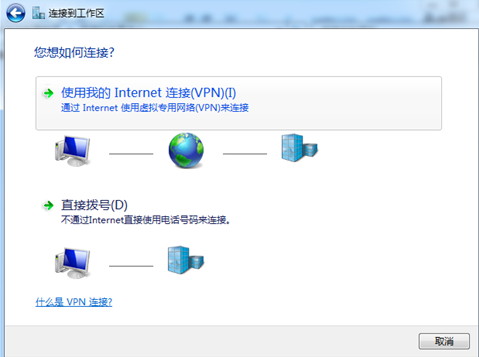 连接到工作区
您想如何连接?
使用我的 Internet 连接(VPN)(I)
通过 Internet 使用虚拟专用网络(VPN)来连接
直接拨号(D)
不通过Internet直接使用电话号码来连接。
什么是 VPN 连接?
取消